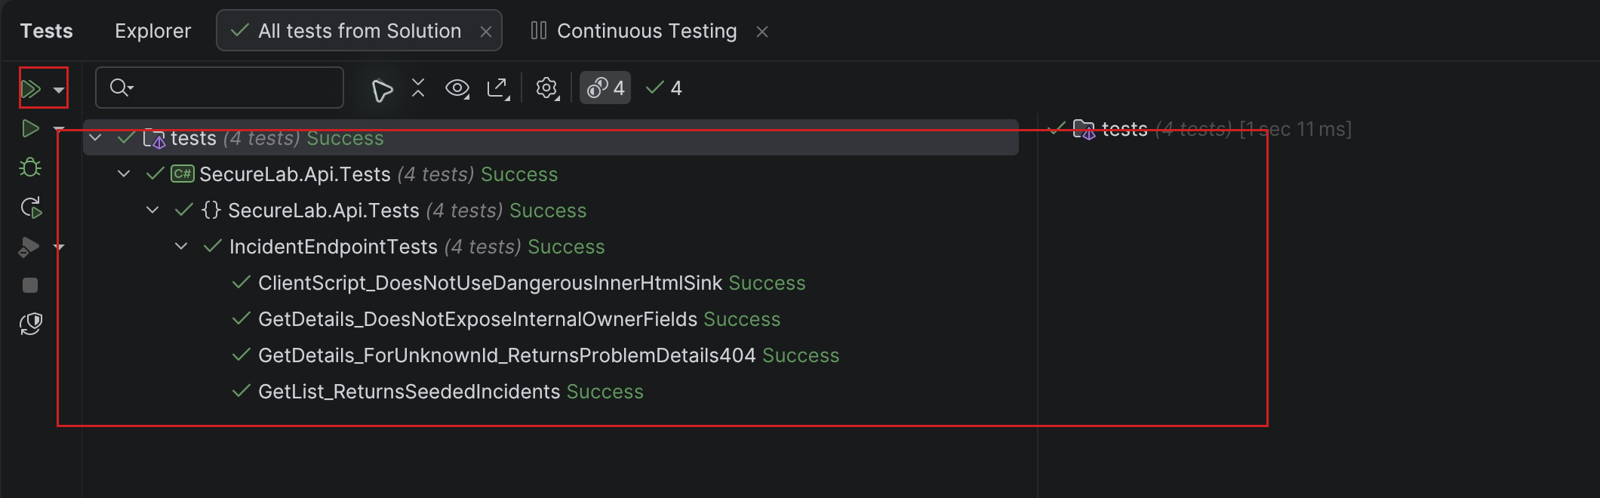 Tests Explorer All tests from Solution Continuous Testing
4 4
tests (4 tests) Success
tests (4 tests) [1 sec 11 ms]
C# SecureLab.Api.Tests (4 tests) Success
{} SecureLab.Api.Tests (4 tests) Success
IncidentEndpointTests (4 tests) Success
ClientScript_DoesNotUseDangerousInnerHtmlSink Success
GetDetails_DoesNotExposeInternalOwnerFields Success
GetDetails_ForUnknownId_ReturnsProblemDetails404 Success
GetList_ReturnsSeededIncidents Success